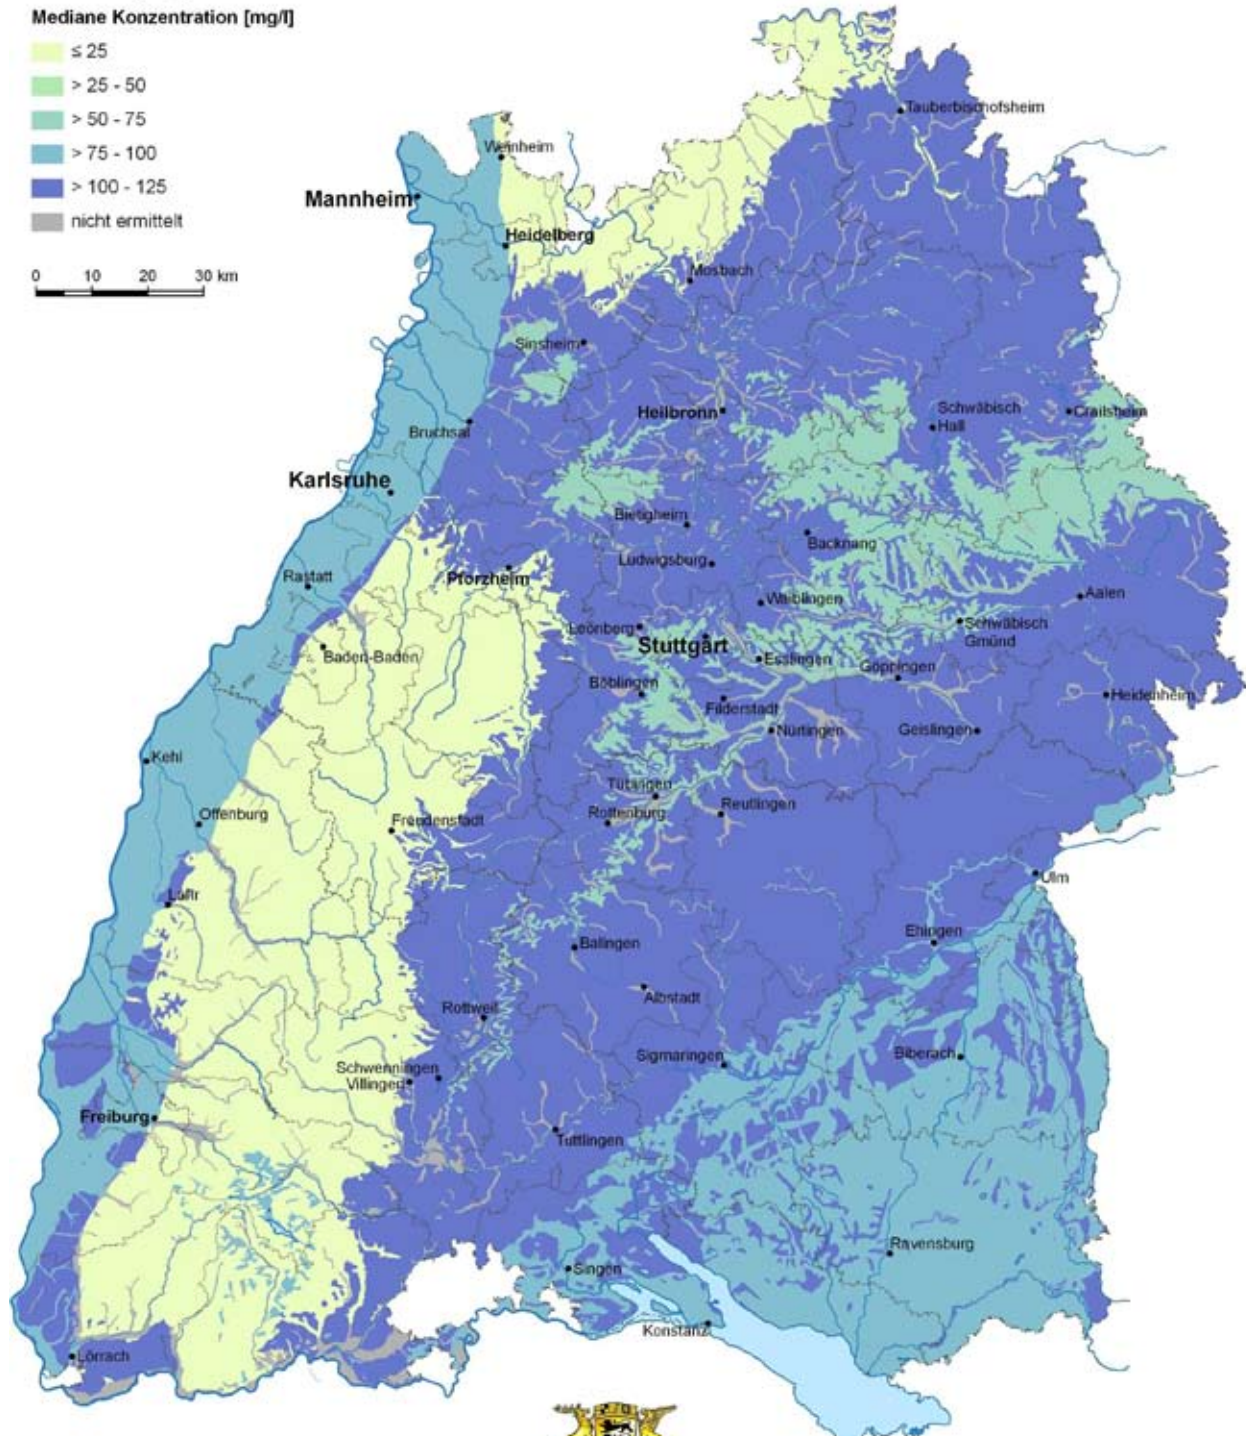 Mediane Konzentration [mg/l]
≤ 25
> 25 - 50
> 50 - 75
> 75 - 100
> 100 - 125
nicht ermittelt
0 10 20 30 km
Tauberbischofsheim
Weinheim
Mannheim
Heidelberg
Mosbach
Sinsheim
Heilbronn
Schwäbisch
Hall
Crailsheim
Bruchsal
Karlsruhe
Bietigheim
Backnang
Ludwigsburg
Pforzheim
Rastatt
Waiblingen
Aalen
Leonberg
Schwäbisch
Gmünd
Stuttgart
Baden-Baden
Esslingen
Göppingen
Böblingen
Heidenheim
Filderstadt
Nürtingen
Geislingen
Kehl
Tübingen
Reutlingen
Offenburg
Freudenstadt
Rottenburg
Ulm
Lahr
Ehingen
Balingen
Albstadt
Rottweil
Sigmaringen
Biberach
Schwenningen
Villingen
Freiburg
Tuttlingen
Ravensburg
Singen
Konstanz
Lörrach